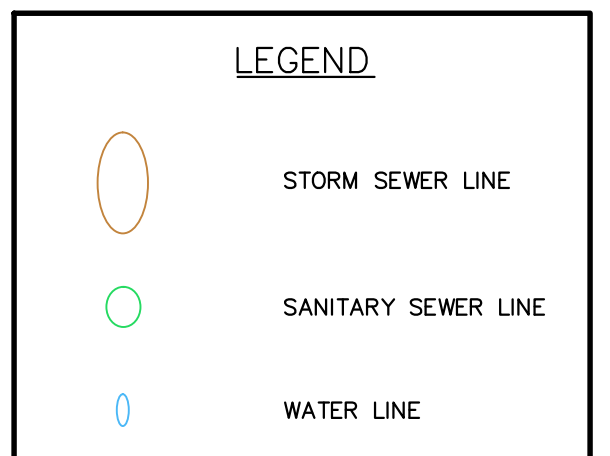 LEGEND
STORM SEWER LINE
SANITARY SEWER LINE
WATER LINE